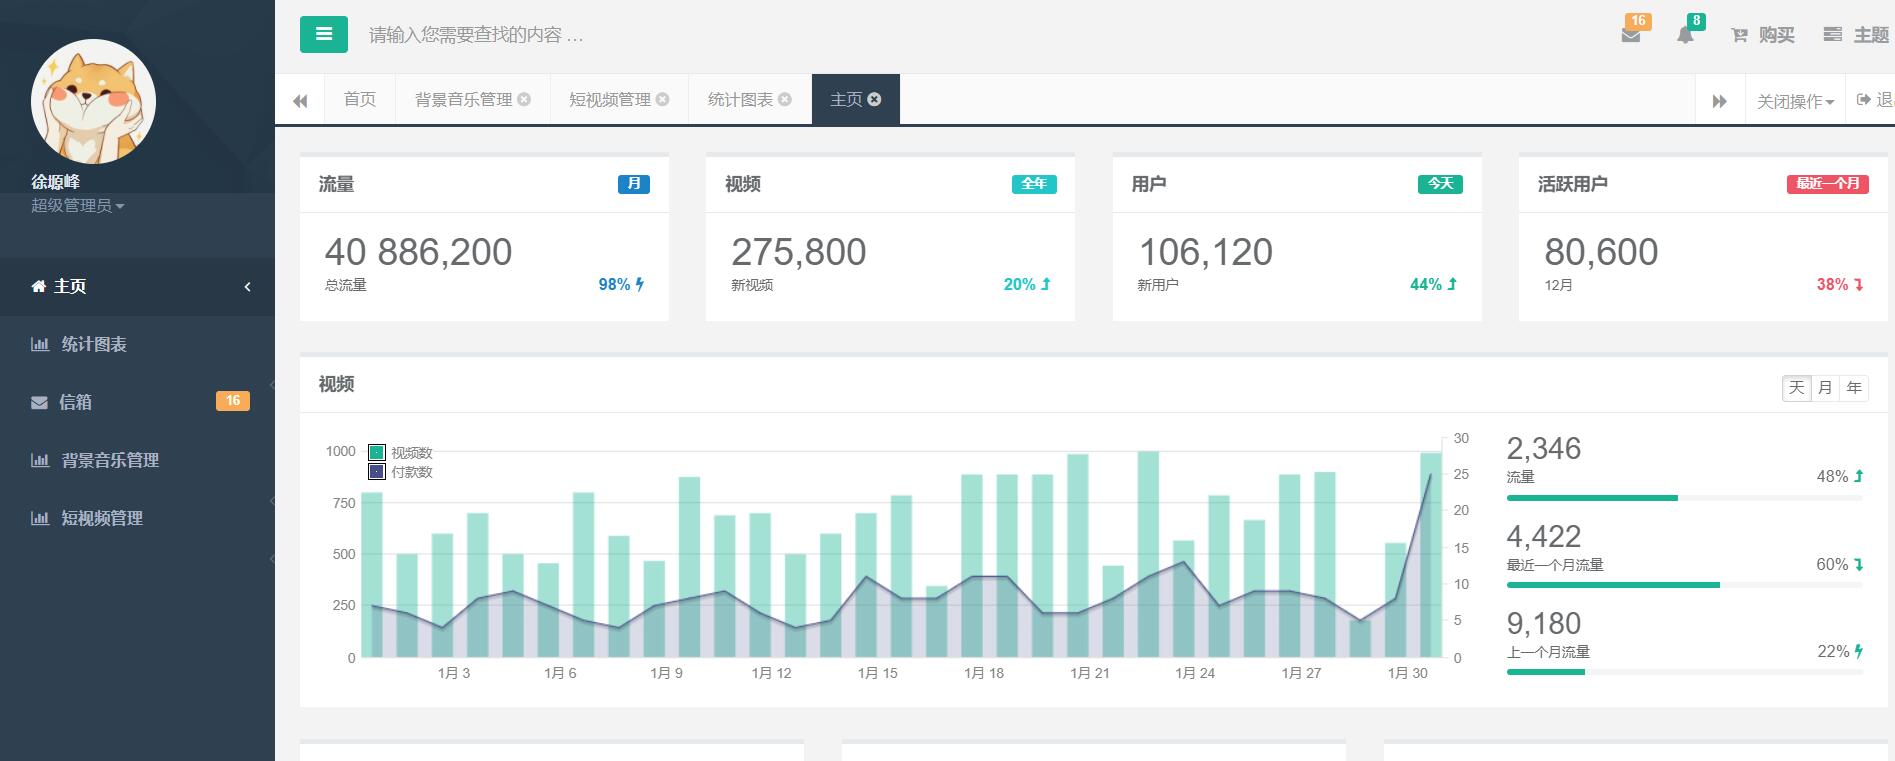 请输入您需要查找的内容 …
16
8
购买
主题
首页
背景音乐管理
短视频管理
统计图表
主页
关闭操作
徐塬峰
超级管理员
主页
统计图表
信箱
16
背景音乐管理
短视频管理
流量
月
40 886,200
总流量
98%
视频
全年
275,800
新视频
20%
用户
今天
106,120
新用户
44%
活跃用户
最近一个月
80,600
12月
38%
视频
天 月 年
视频数
付款数
1000
750
500
250
0
30
25
20
15
10
5
0
1月 3
1月 6
1月 9
1月 12
1月 15
1月 18
1月 21
1月 24
1月 27
1月 30
2,346
流量
48%
4,422
最近一个月流量
60%
9,180
上一个月流量
22%